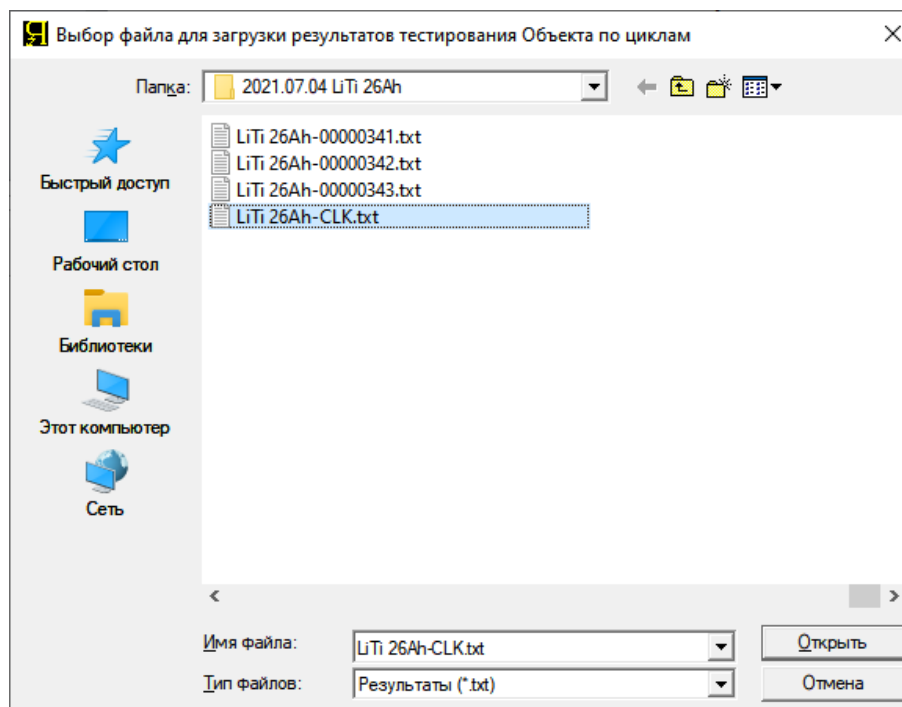 Выбор файла для загрузки результатов тестирования Объекта по циклам
Папка: 2021.07.04 LiTi 26Ah
LiTi 26Ah-00000341.txt
LiTi 26Ah-00000342.txt
LiTi 26Ah-00000343.txt
LiTi 26Ah-CLK.txt
Быстрый доступ
Рабочий стол
Библиотеки
Этот компьютер
Сеть
Имя файла: LiTi 26Ah-CLK.txt
Открыть
Тип файлов: Результаты (*.txt)
Отмена